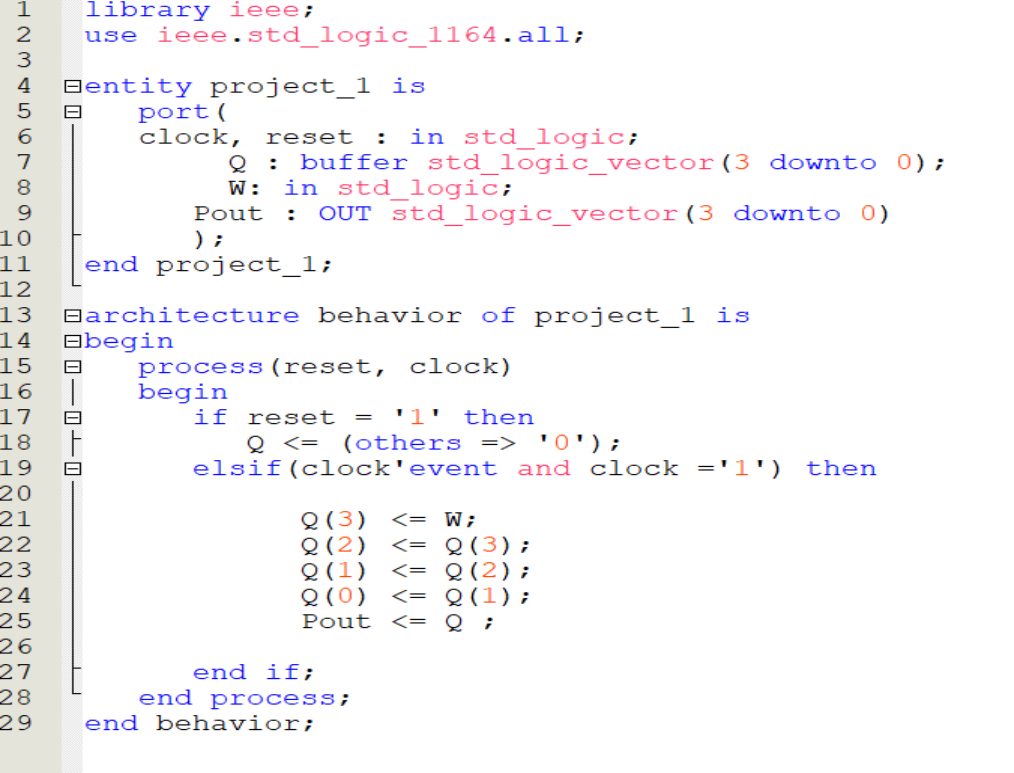 1 library ieee;
2 use ieee.std_logic_1164.all;
3
4 entity project_1 is
5 port(
6 clock, reset : in std_logic;
7 Q : buffer std_logic_vector(3 downto 0);
8 W: in std_logic;
9 Pout : OUT std_logic_vector(3 downto 0)
10 );
11 end project_1;
12
13 architecture behavior of project_1 is
14 begin
15 process(reset, clock)
16 begin
17 if reset = '1' then
18 Q <= (others => '0');
19 elsif(clock'event and clock ='1') then
20
21 Q(3) <= W;
22 Q(2) <= Q(3);
23 Q(1) <= Q(2);
24 Q(0) <= Q(1);
25 Pout <= Q ;
26
27 end if;
28 end process;
29 end behavior;